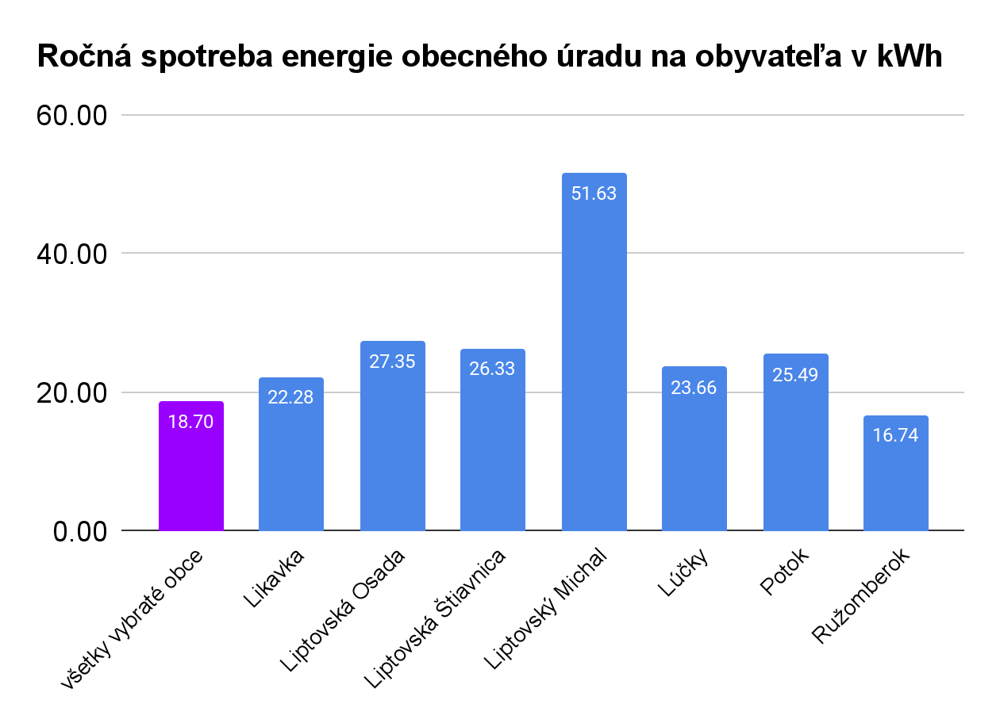 Ročná spotreba energie obecného úradu na obyvateľa v kWh
60.00
40.00
20.00
0.00
18.70
22.28
27.35
26.33
51.63
23.66
25.49
16.74
všetky vybraté obce
Likavka
Liptovská Osada
Liptovská Štiavnica
Liptovský Michal
Lúčky
Potok
Ružomberok